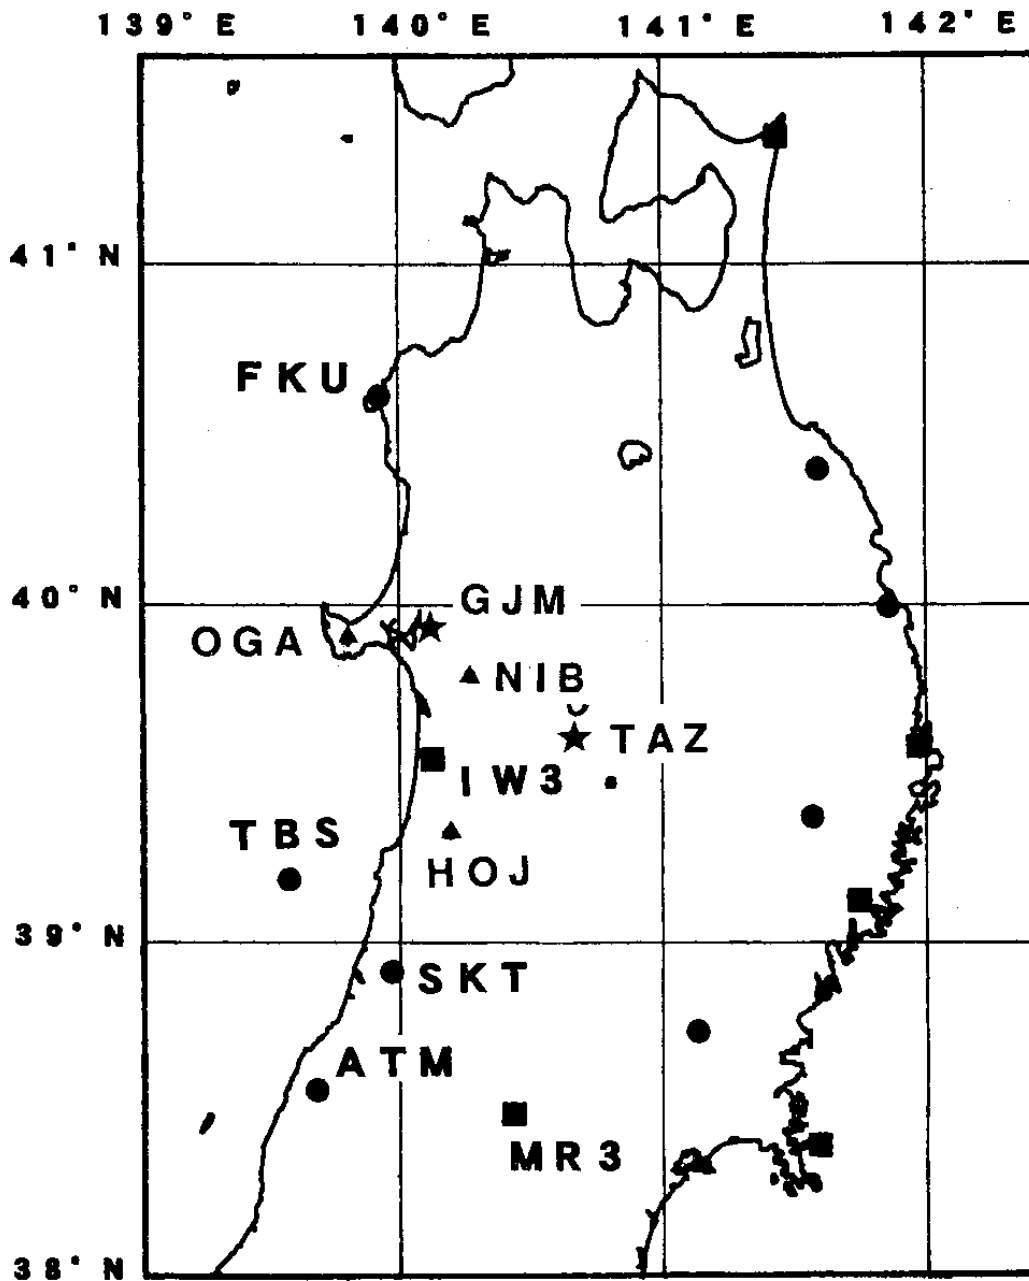 139° E 140° E 141° E 142° E
41° N
FKU
40° N
GJM
OGA
NIB
TAZ
IW3
TBS
HOJ
39° N
SKT
ATM
MR3
38° N